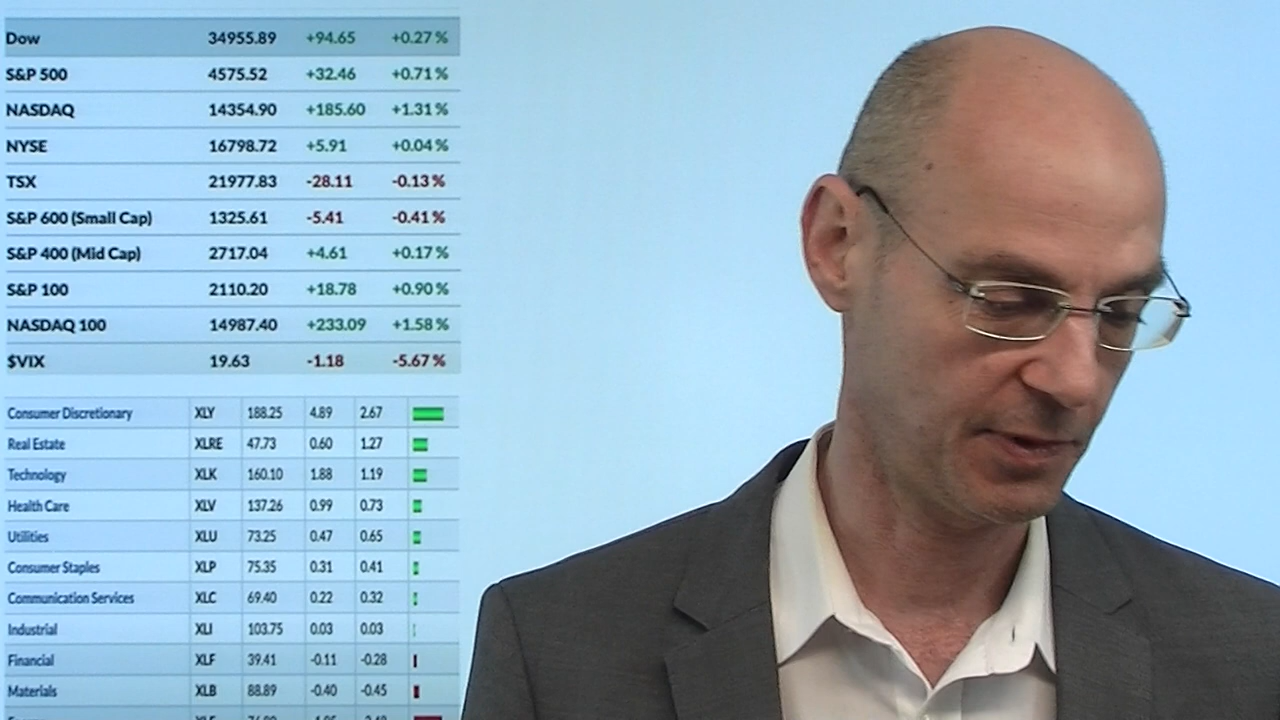 Dow 34955.89 +94.65 +0.27%
S&P 500 4575.52 +32.46 +0.71%
NASDAQ 14354.90 +185.60 +1.31%
NYSE 16798.72 +5.91 +0.04%
TSX 21977.83 -28.11 -0.13%
S&P 600 (Small Cap) 1325.61 -5.41 -0.41%
S&P 400 (Mid Cap) 2717.04 +4.61 +0.17%
S&P 100 2110.20 +18.78 +0.90%
NASDAQ 100 14987.40 +233.09 +1.58%
$VIX 19.63 -1.18 -5.67%
Consumer Discretionary XLY 188.25 4.89 2.67
Real Estate XLRE 47.73 0.60 1.27
Technology XLK 160.10 1.88 1.19
Health Care XLV 137.26 0.99 0.73
Utilities XLU 73.25 0.47 0.65
Consumer Staples XLP 75.35 0.31 0.41
Communication Services XLC 69.40 0.22 0.32
Industrial XLI 103.75 0.03 0.03
Financial XLF 39.41 -0.11 -0.28
Materials XLB 88.89 -0.40 -0.45